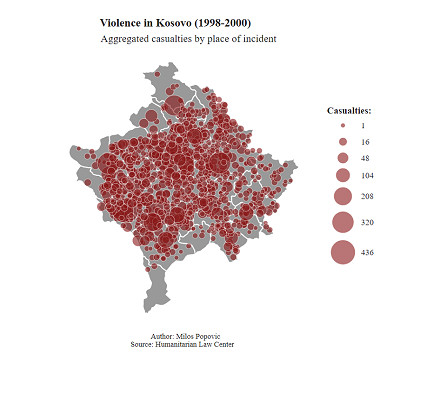 Violence in Kosovo (1998-2000)
Aggregated casualties by place of incident
Casualties:
1
16
48
104
208
320
436
Author: Milos Popovic
Source: Humanitarian Law Center